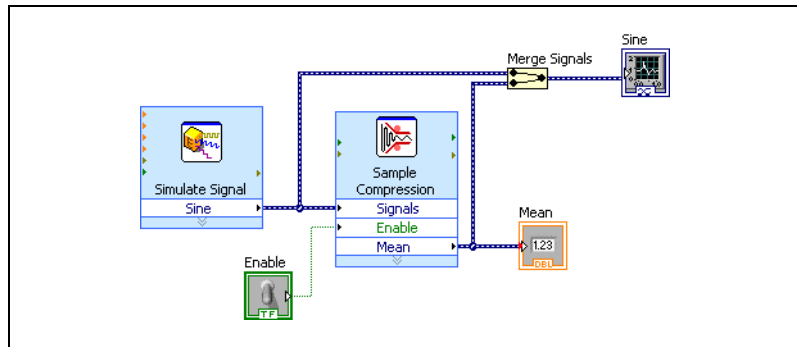 Sine
Merge Signals
Simulate Signal
Sine
Sample
Compression
Signals
Enable
Mean
Mean
1.23
DBL
Enable
TF